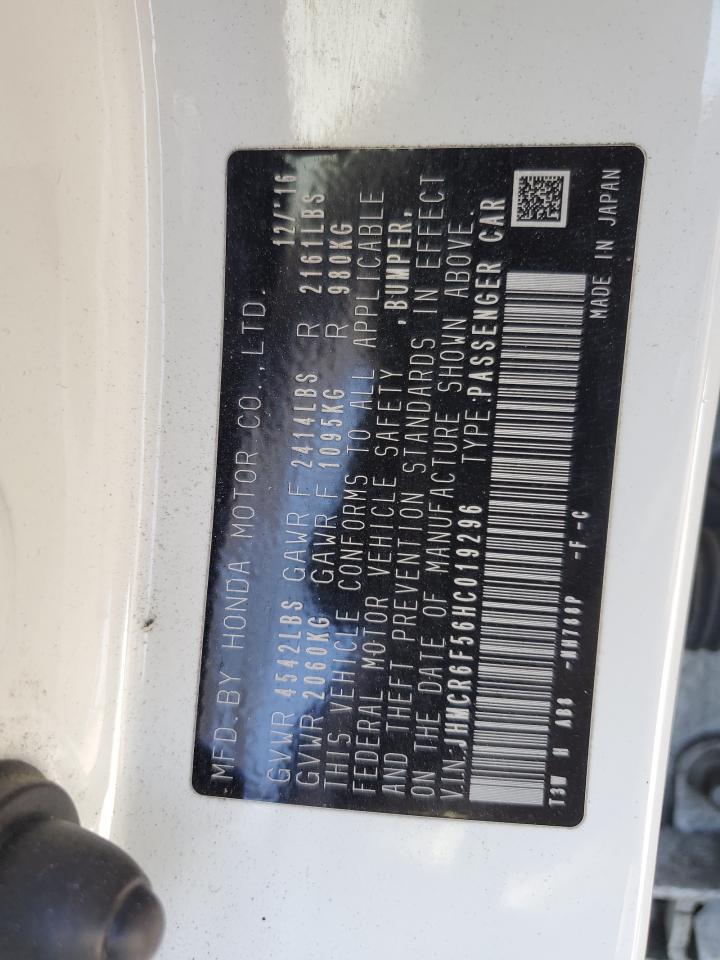 MFD.BY HONDA MOTOR CO.,LTD. 12/'16
GVWR 4542LBS GAWR F 2414LBS R 2161LBS
GVWR 2060KG GAWR F 1095KG R 980KG
THIS VEHICLE CONFORMS TO ALL APPLICABLE
FEDERAL MOTOR VEHICLE SAFETY ,BUMPER,
AND THEFT PREVENTION STANDARDS IN EFFECT
ON THE DATE OF MANUFACTURE SHOWN ABOVE.
V.I.N.JHMCR6F56HC019296 TYPE PASSENGER CAR
T3W H A98 -NH788P -F -C MADE IN JAPAN